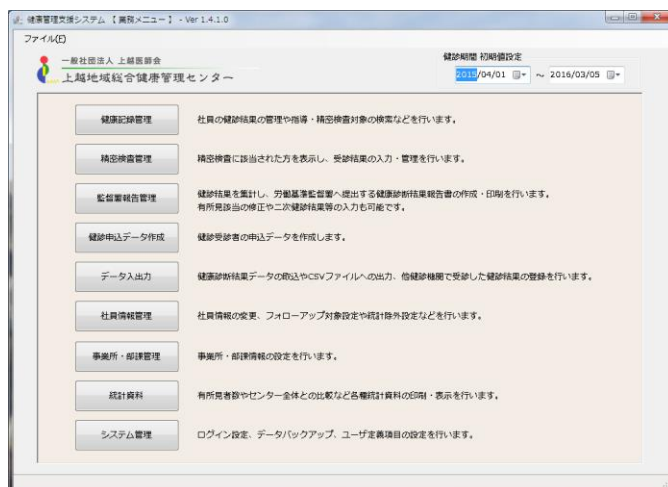 健康管理支援システム 【 業務メニュー 】 - Ver 1.4.1.0
ファイル(F)
一般社団法人 上越医師会
上越地域総合健康管理センター
健診期間 初期値設定
2015/04/01 ～ 2016/03/05
健康記録管理 社員の健診結果の管理や指導・精密検査対象の検索などを行います。
精密検査管理 精密検査に該当された方を表示し、受診結果の入力・管理を行います。
監督署報告管理 健診結果を集計し、労働基準監督署へ提出する健康診断結果報告書の作成・印刷を行います。
有所見該当の修正や二次健診結果等の入力も可能です。
健診申込データ作成 健診受診者の申込データを作成します。
データ入出力 健康診断結果データの取込やCSVファイルへの出力、他健診機関で受診した健診結果の登録を行います。
社員情報管理 社員情報の変更、フォローアップ対象設定や統計除外設定などを行います。
事業所・部課管理 事業所・部課情報の設定を行います。
統計資料 有所見者数やセンター全体との比較など各種統計資料の印刷・表示を行います。
システム管理 ログイン設定、データバックアップ、ユーザ定義項目の設定を行います。